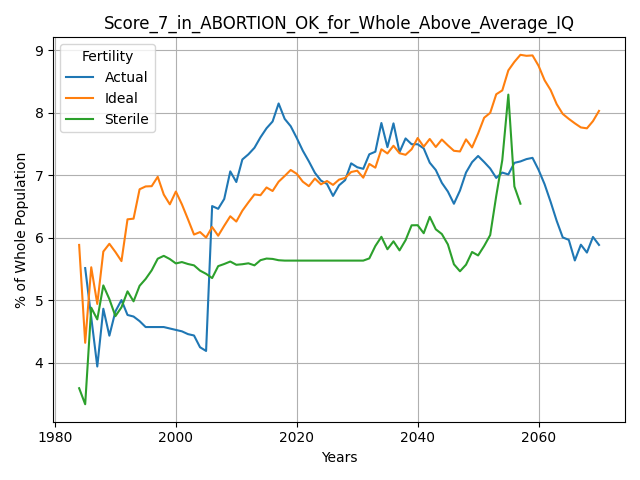 Score_7_in_ABORTION_OK_for_Whole_Above_Average_IQ
Fertility
Actual
Ideal
Sterile
% of Whole Population
9
8
7
6
5
4
1980
2000
2020
2040
2060
Years